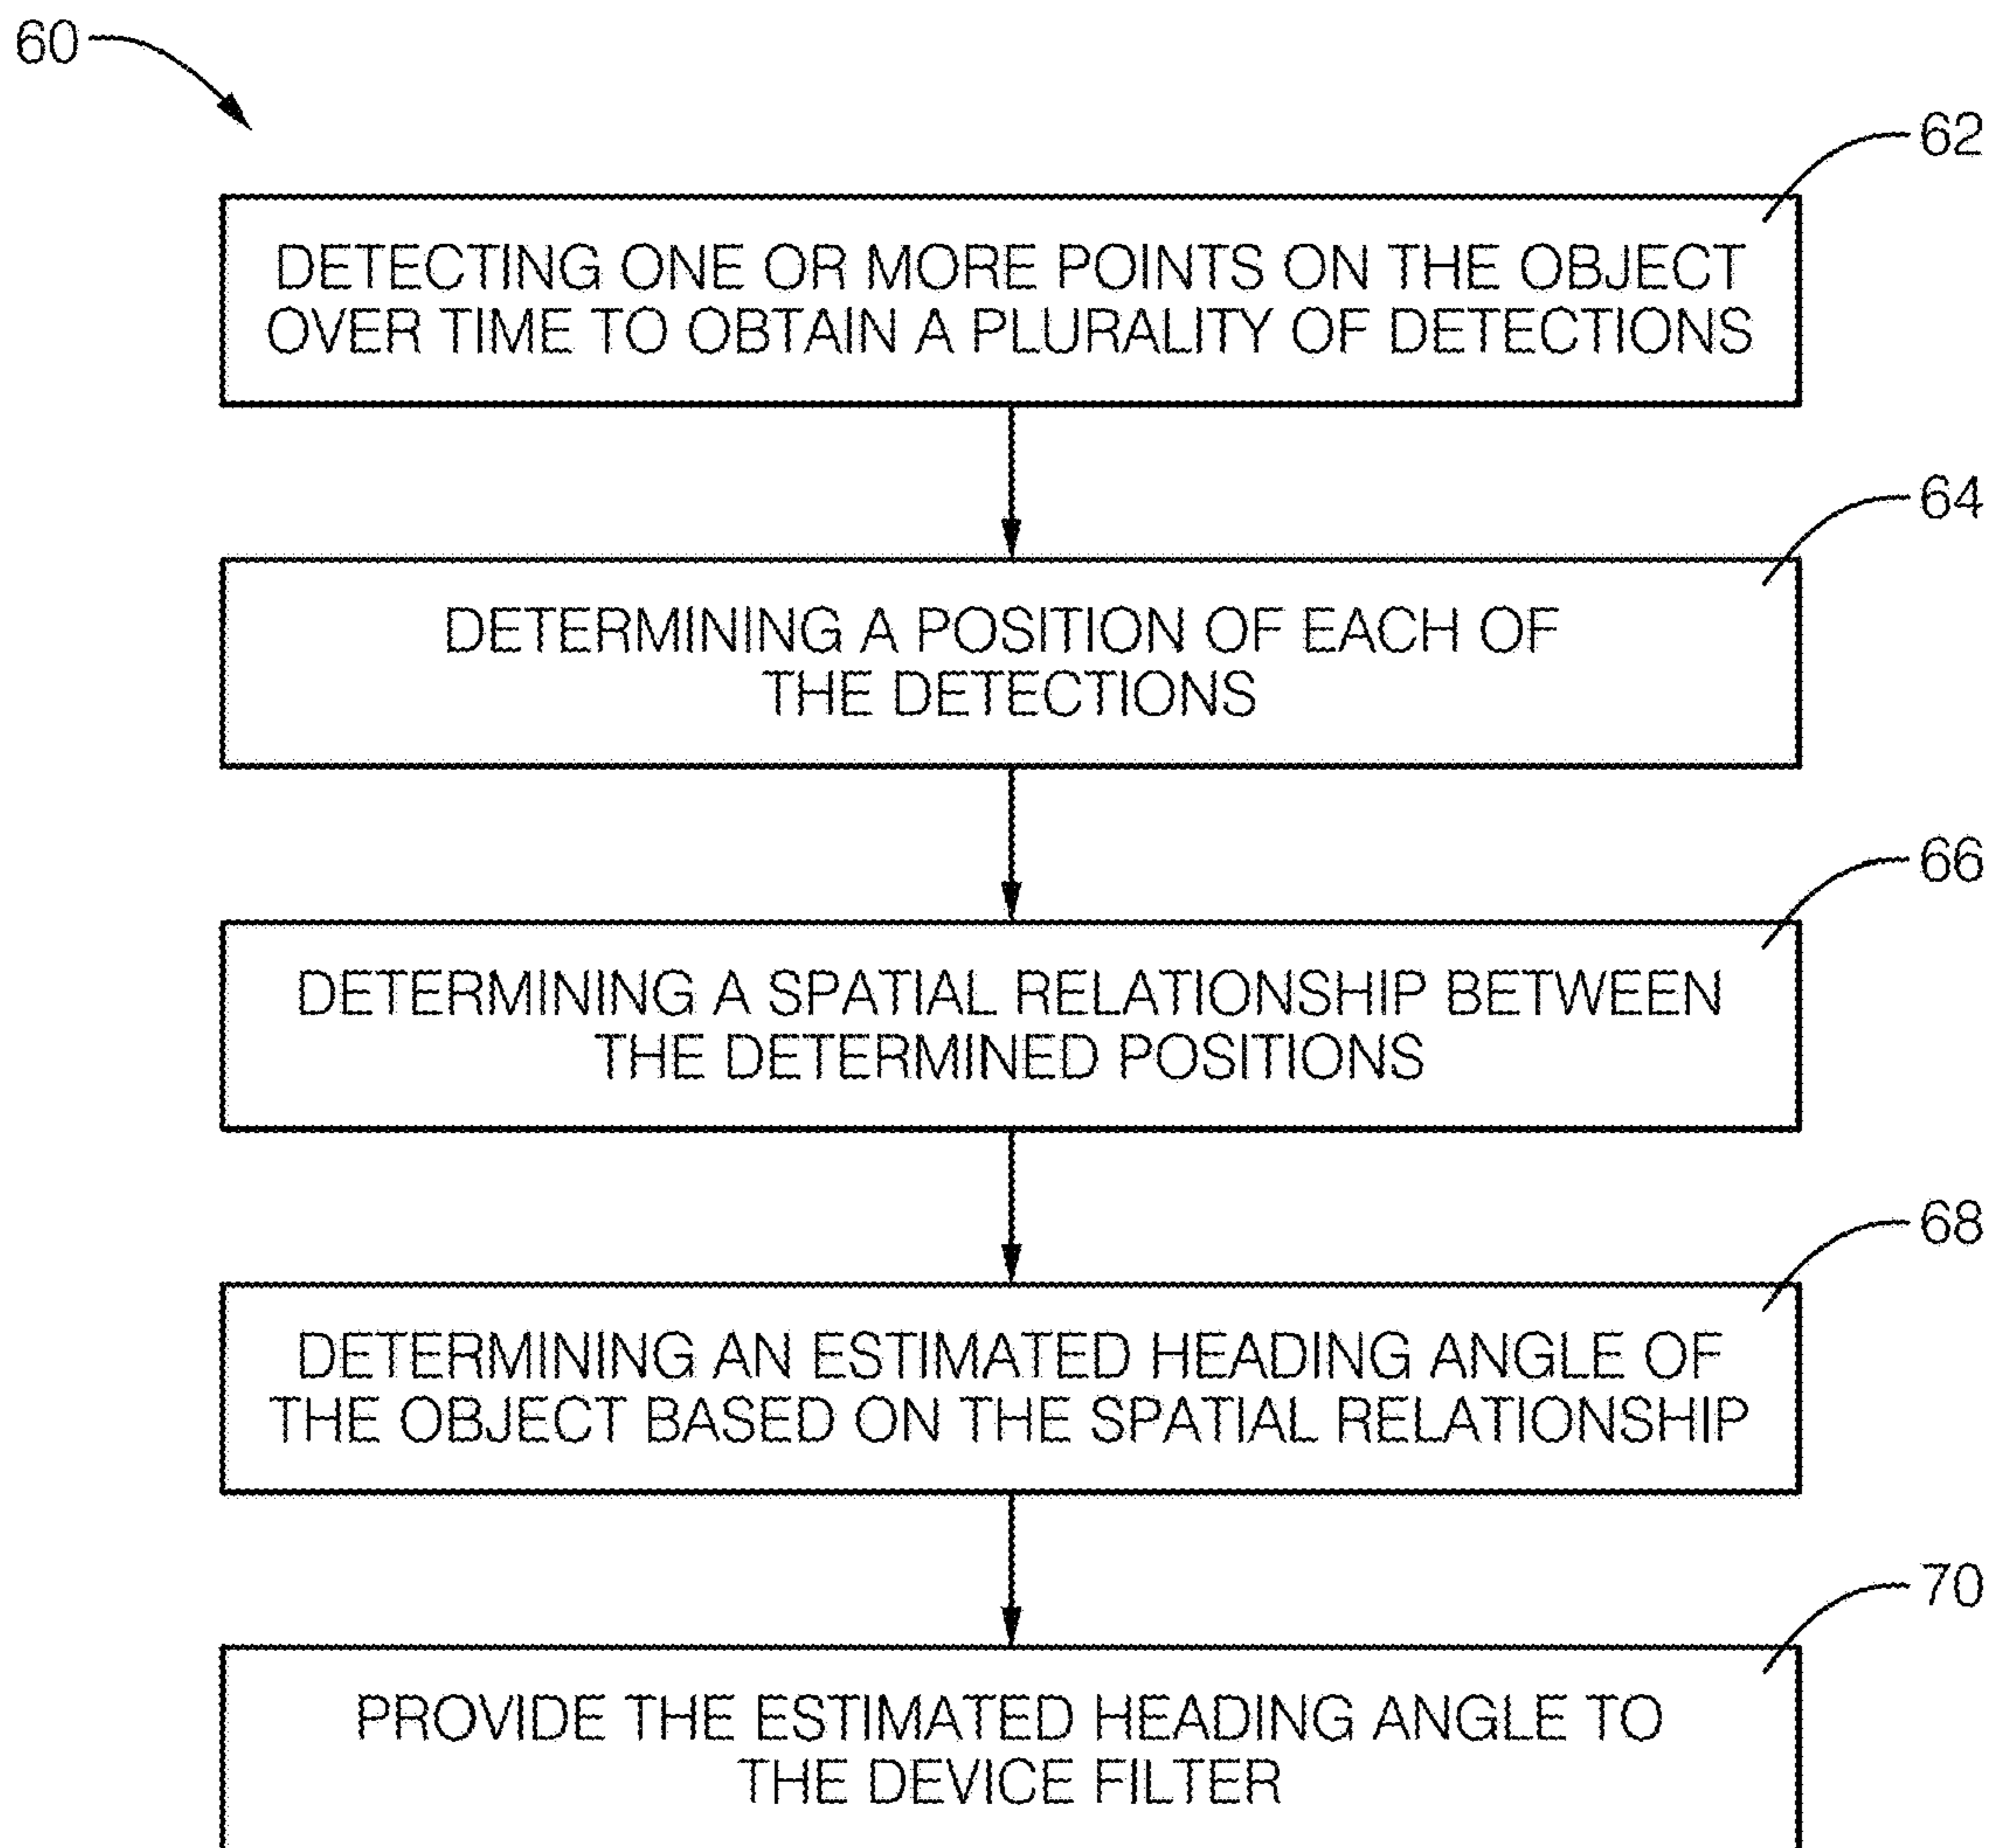 60
62
DETECTING ONE OR MORE POINTS ON THE OBJECT
OVER TIME TO OBTAIN A PLURALITY OF DETECTIONS
64
DETERMINING A POSITION OF EACH OF
THE DETECTIONS
66
DETERMINING A SPATIAL RELATIONSHIP BETWEEN
THE DETERMINED POSITIONS
68
DETERMINING AN ESTIMATED HEADING ANGLE OF
THE OBJECT BASED ON THE SPATIAL RELATIONSHIP
70
PROVIDE THE ESTIMATED HEADING ANGLE TO
THE DEVICE FILTER